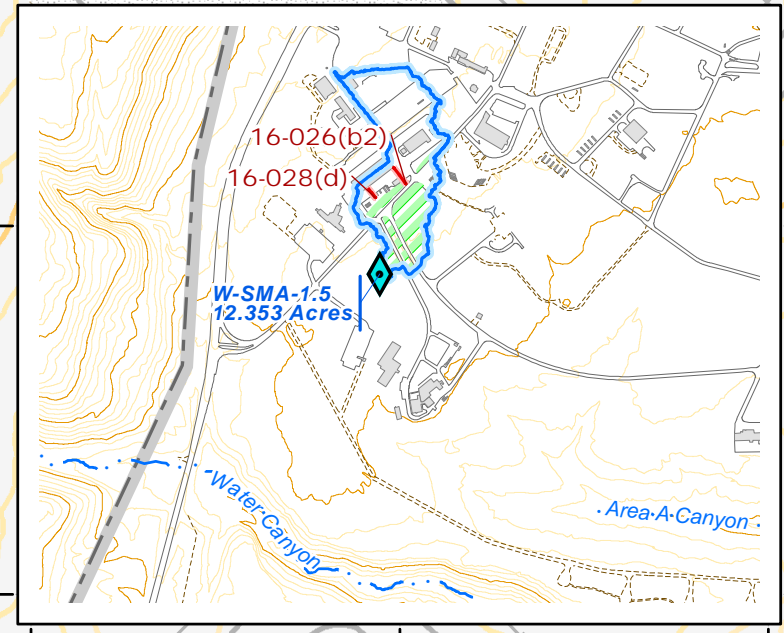 16-026(b2)
16-028(d)
W-SMA-1.5
12.353 Acres
Water Canyon
Area A Canyon